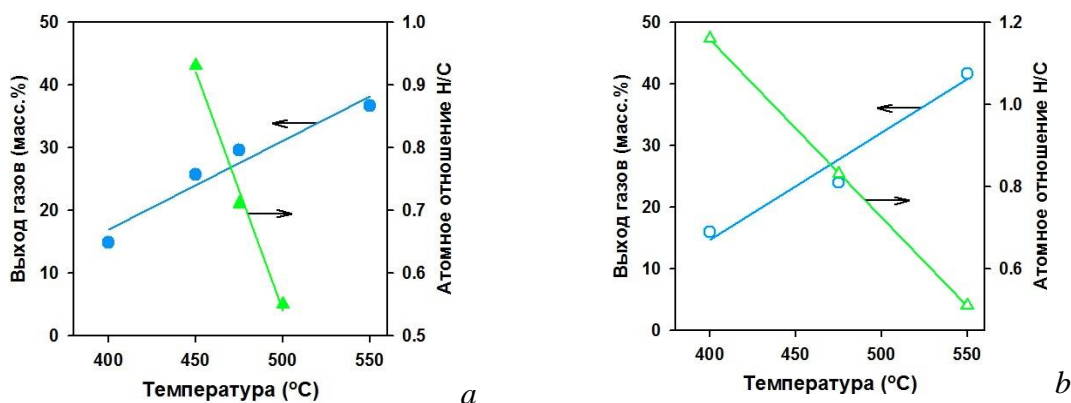 50
40
30
20
10
0
Выход газов (масс.%)
1.0
0.9
0.8
0.7
0.6
0.5
Атомное отношение Н/С
400 450 500 550
Температура (ºC)
a
50
40
30
20
10
0
Выход газов (масс.%)
1.2
1.0
0.8
0.6
Атомное отношение Н/С
400 450 500 550
Температура (ºC)
b